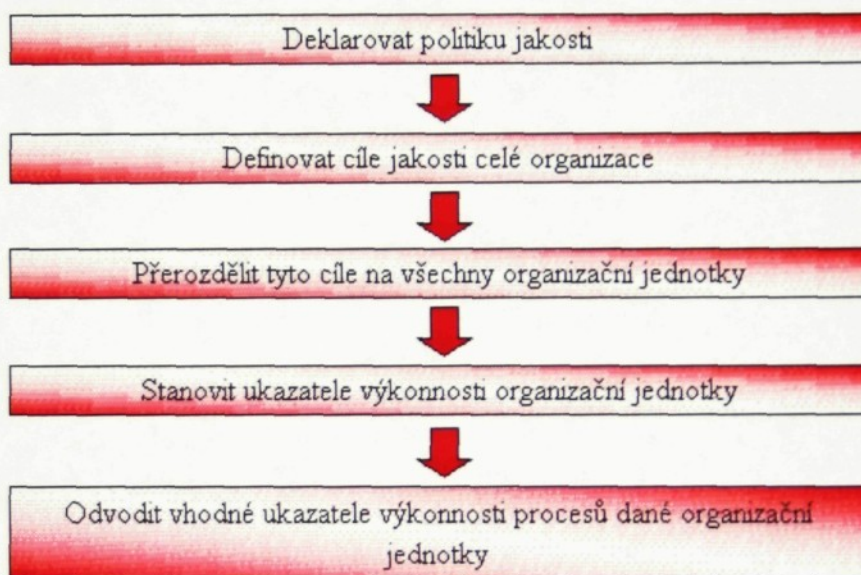 Deklarovat politiku jakosti
Definovat cíle jakosti celé organizace
Přerozdělit tyto cíle na všechny organizační jednotky
Stanovit ukazatele výkonnosti organizační jednotky
Odvodit vhodné ukazatele výkonnosti procesů dané organizační
jednotky